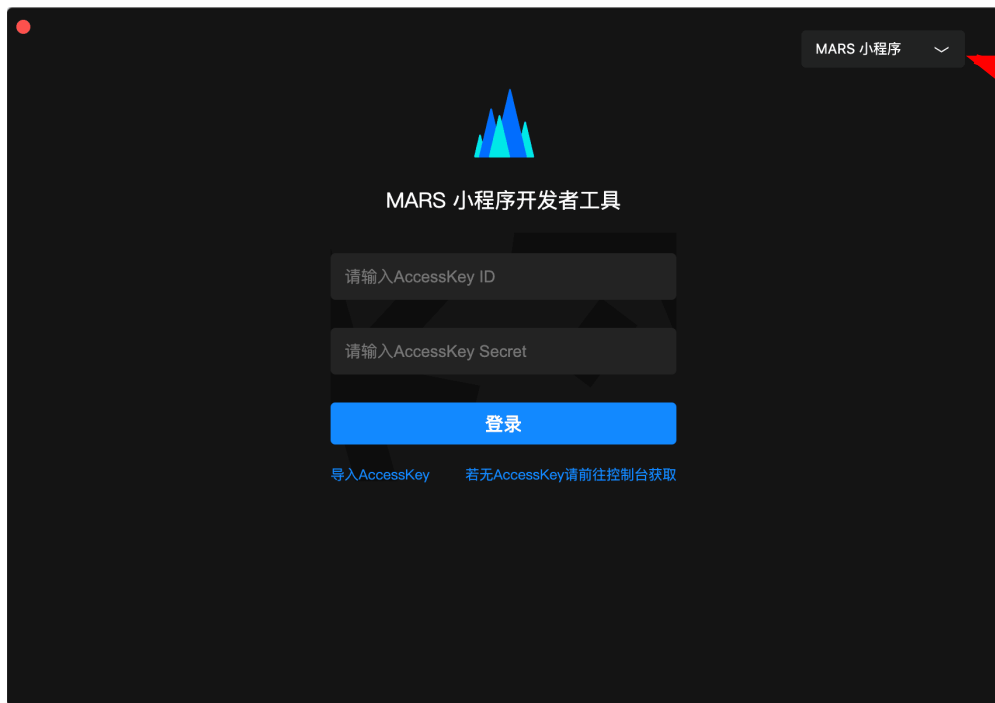 MARS 小程序
MARS 小程序开发者工具
请输入AccessKey ID
请输入AccessKey Secret
登录
导入AccessKey 若无AccessKey请前往控制台获取